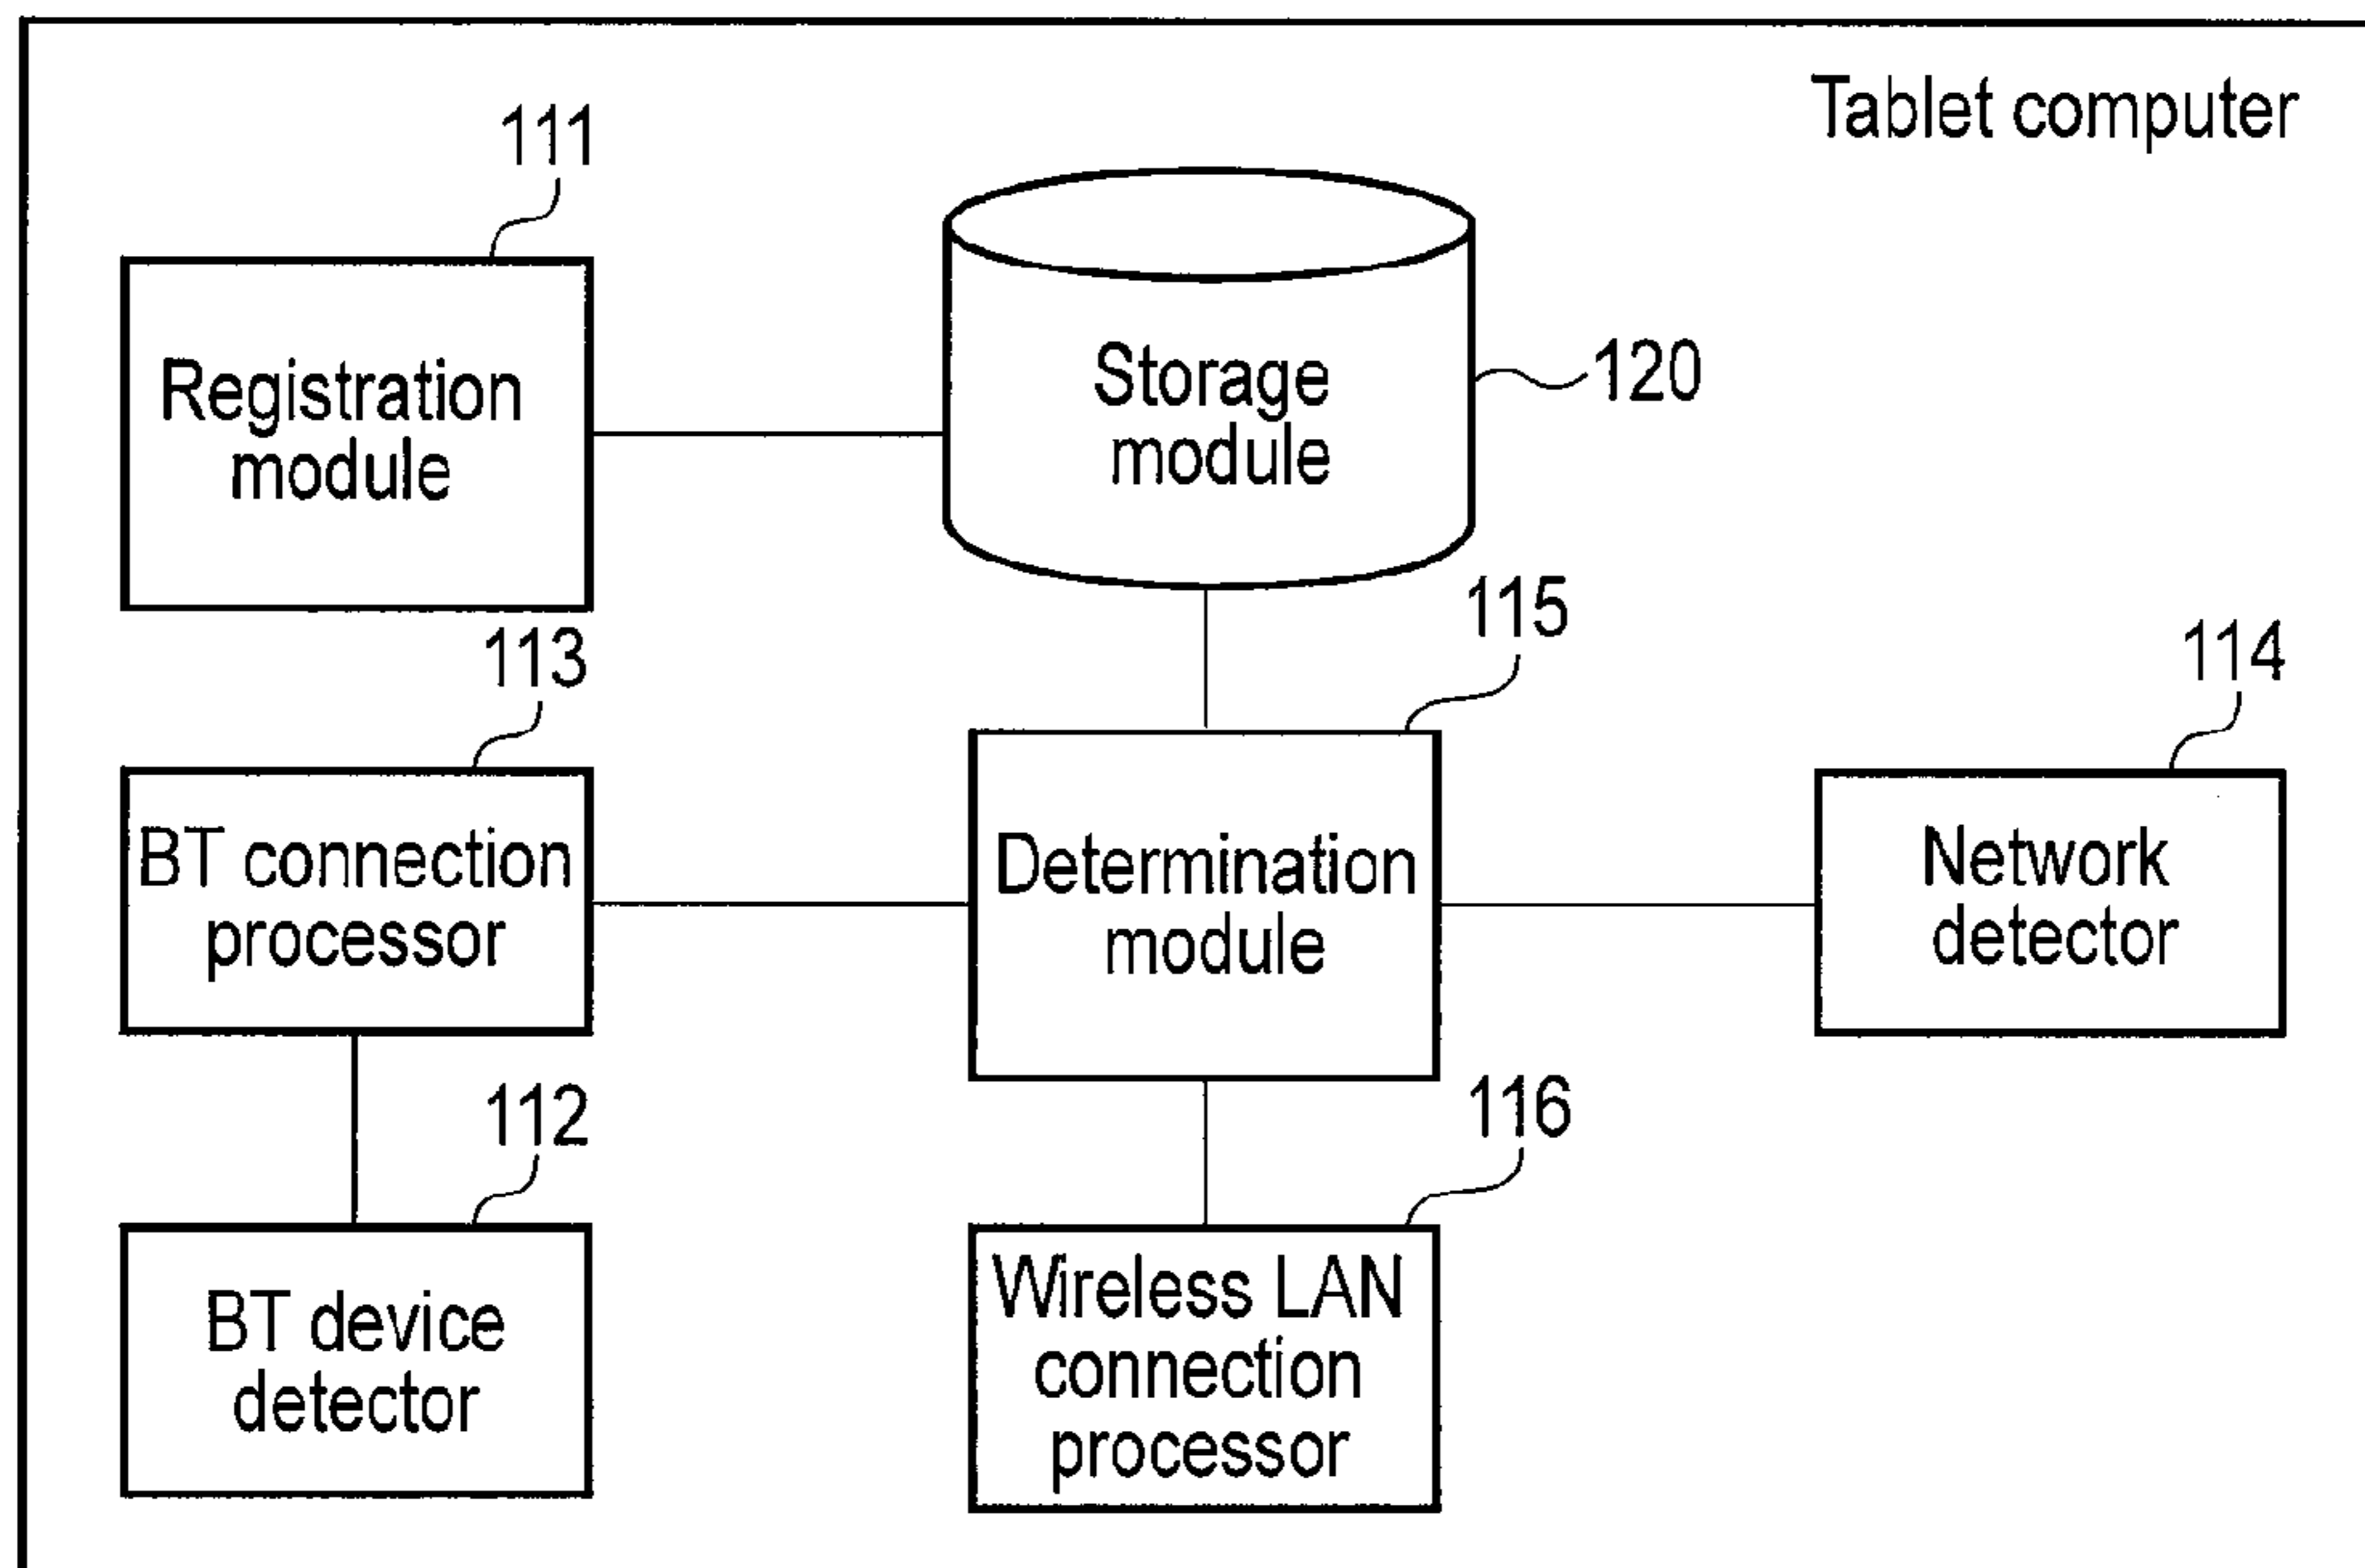 Tablet computer
111
Registration
module
Storage
module
120
113
BT connection
processor
115
Determination
module
114
Network
detector
112
BT device
detector
116
Wireless LAN
connection
processor